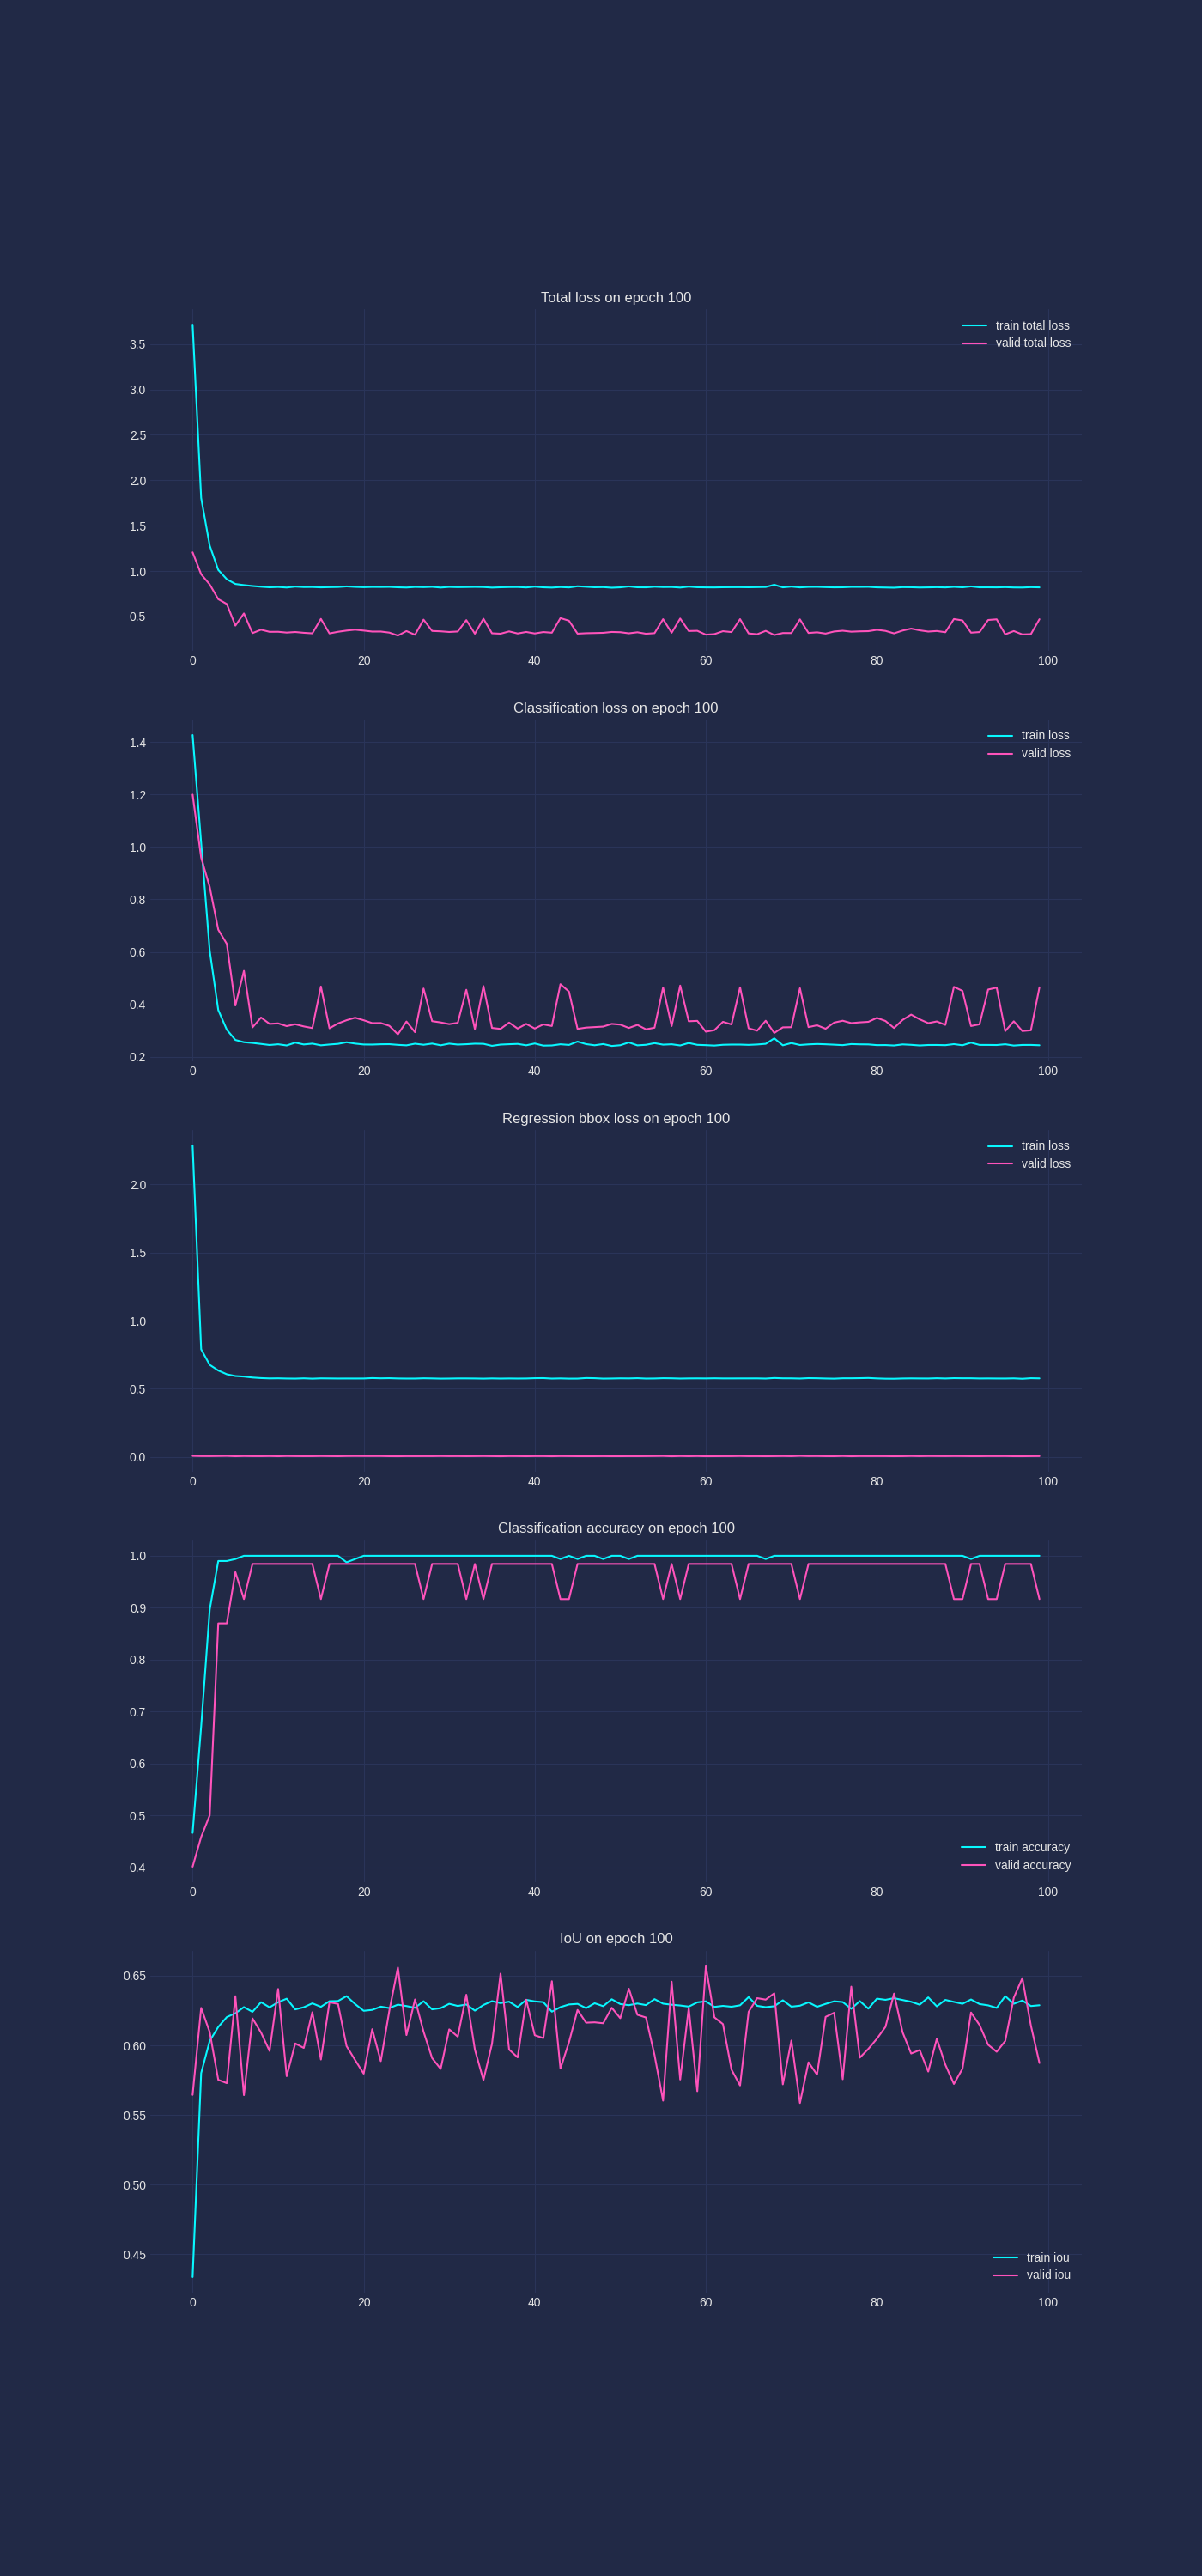 Total loss on epoch 100
train total loss
valid total loss
3.5
3.0
2.5
2.0
1.5
1.0
0.5
0 20 40 60 80 100
Classification loss on epoch 100
train loss
valid loss
1.4
1.2
1.0
0.8
0.6
0.4
0.2
0 20 40 60 80 100
Regression bbox loss on epoch 100
train loss
valid loss
2.0
1.5
1.0
0.5
0.0
0 20 40 60 80 100
Classification accuracy on epoch 100
1.0
0.9
0.8
0.7
0.6
0.5
0.4
train accuracy
valid accuracy
0 20 40 60 80 100
IoU on epoch 100
0.65
0.60
0.55
0.50
0.45
train iou
valid iou
0 20 40 60 80 100